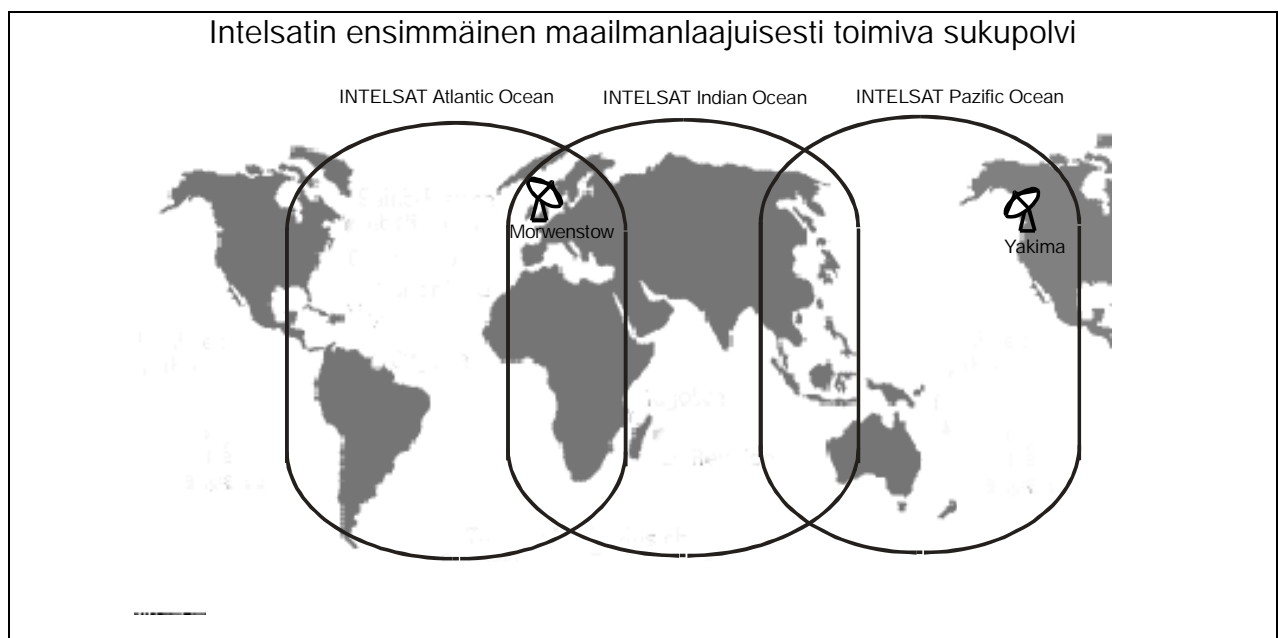 Intelsatin ensimmäinen maailmanlaajuisesti toimiva sukupolvi
INTELSAT Atlantic Ocean INTELSAT Indian Ocean INTELSAT Pazific Ocean
Morwenstow
Yakima